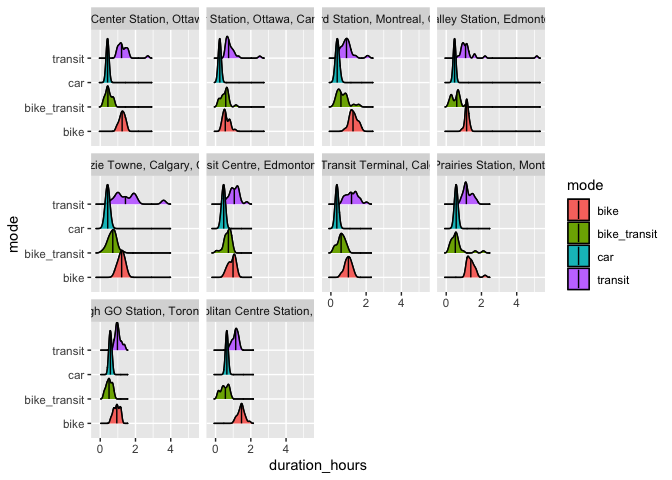 Center Station, Ottaw
Station, Ottawa, Car
d Station, Montreal,
alley Station, Edmonto
transit
car
bike_transit
bike
0 2 4
0 2 4
zie Towne, Calgary,
sit Centre, Edmonton
Transit Terminal, Cal
Prairies Station, Mont
transit
car
bike_transit
bike
0 2 4
0 2 4
gh GO Station, Toron
olitan Centre Station,
transit
car
bike_transit
bike
0 2 4
0 2 4
duration_hours
mode
mode
bike
bike_transit
car
transit